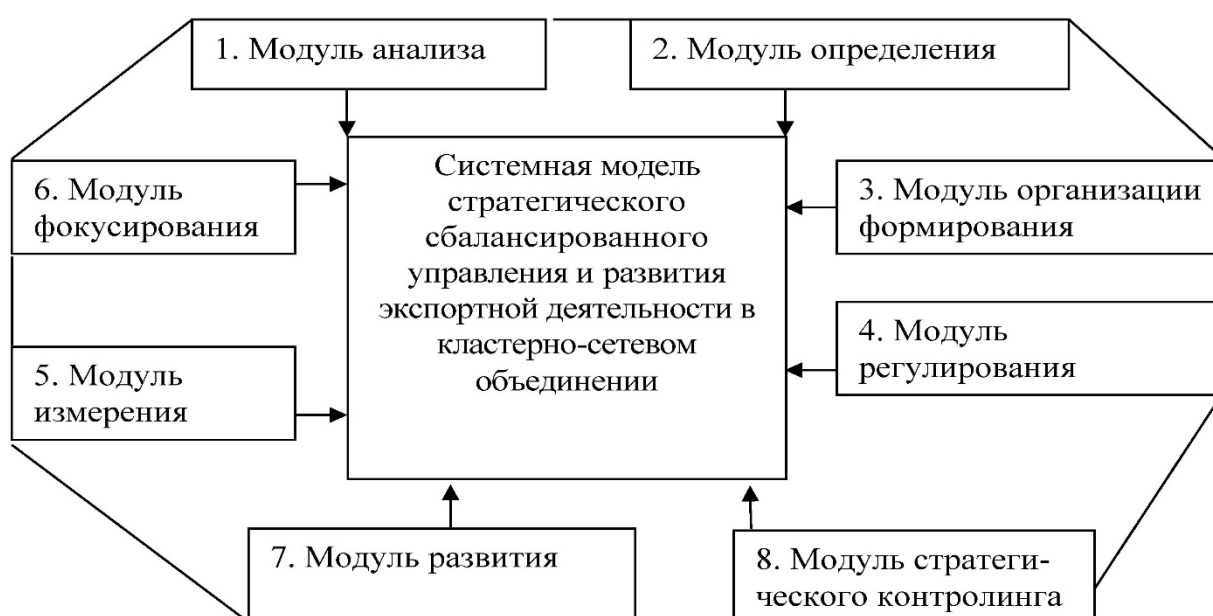 1. Модуль анализа
2. Модуль определения
Системная модель
стратегического
сбалансированного
управления и развития
экспортной деятельности в
кластерно-сетевом
объединении
6. Модуль
фокусирования
3. Модуль организации
формирования
5. Модуль
измерения
4. Модуль
регулирования
7. Модуль развития
8. Модуль стратеги-
ческого контролинга